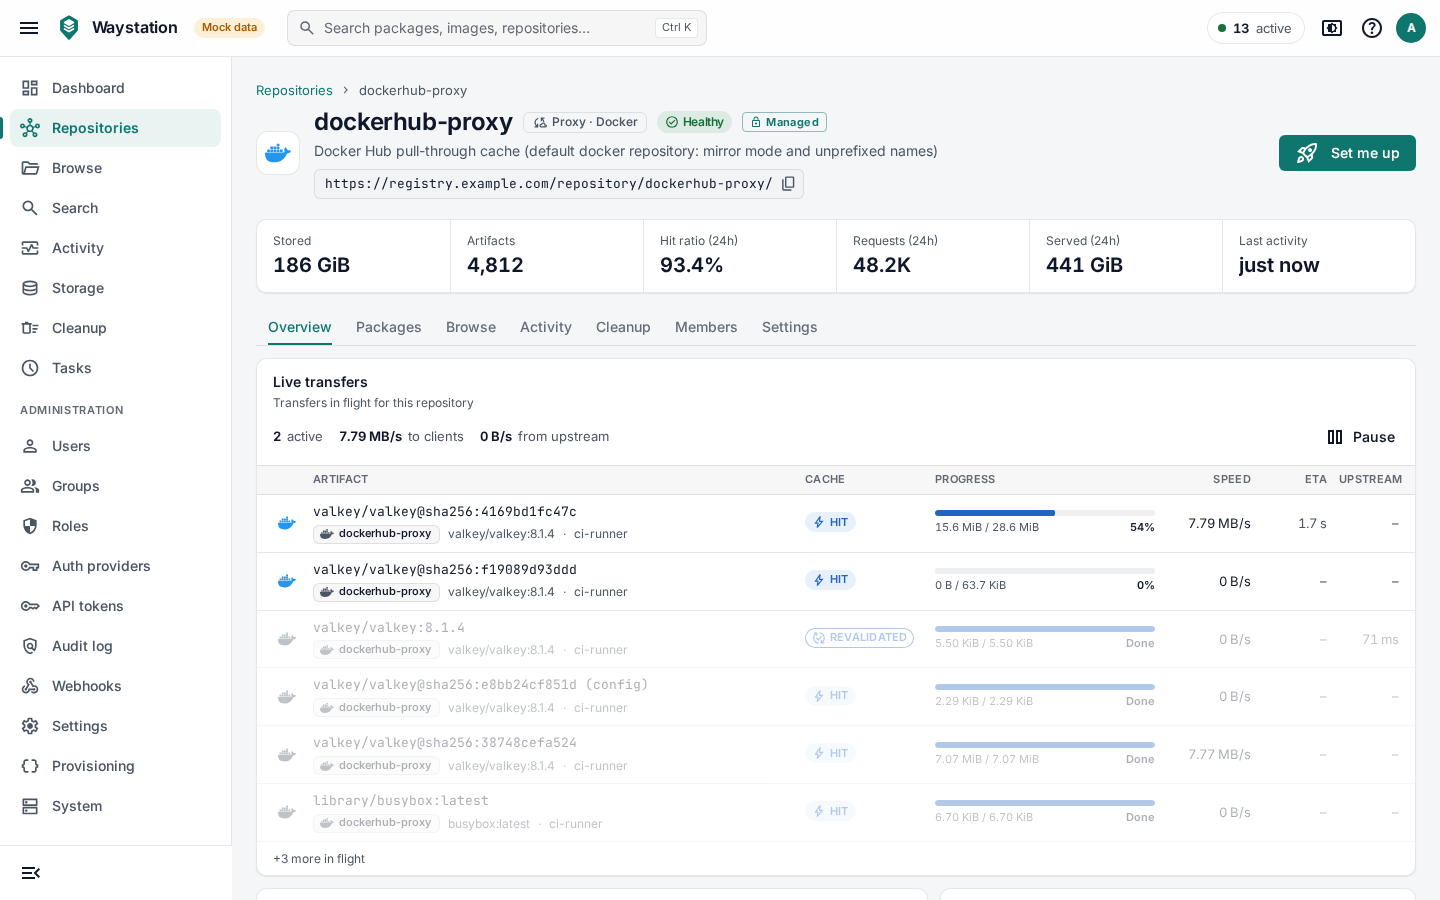 Waystation
Mock data
Search packages, images, repositories...
Ctrl K
13 active
A
Dashboard
Repositories
Browse
Search
Activity
Storage
Cleanup
Tasks
ADMINISTRATION
Users
Groups
Roles
Auth providers
API tokens
Audit log
Webhooks
Settings
Provisioning
System
Repositories > dockerhub-proxy
dockerhub-proxy
Proxy · Docker
Healthy
Managed
Docker Hub pull-through cache (default docker repository: mirror mode and unprefixed names)
https://registry.example.com/repository/dockerhub-proxy/
Set me up
Stored
186 GiB
Artifacts
4,812
Hit ratio (24h)
93.4%
Requests (24h)
48.2K
Served (24h)
441 GiB
Last activity
just now
Overview Packages Browse Activity Cleanup Members Settings
Live transfers
Transfers in flight for this repository
2 active 7.79 MB/s to clients 0 B/s from upstream
Pause
ARTIFACT CACHE PROGRESS SPEED ETA UPSTREAM
valkey/valkey@sha256:4169bd1fc47c
dockerhub-proxy valkey/valkey:8.1.4 · ci-runner
HIT
15.6 MiB / 28.6 MiB 54%
7.79 MB/s 1.7 s –
valkey/valkey@sha256:f19089d93ddd
dockerhub-proxy valkey/valkey:8.1.4 · ci-runner
HIT
0 B / 63.7 KiB 0%
0 B/s – –
valkey/valkey:8.1.4
dockerhub-proxy valkey/valkey:8.1.4 · ci-runner
REVALIDATED
5.50 KiB / 5.50 KiB Done
0 B/s – 71 ms
valkey/valkey@sha256:e8bb24cf851d (config)
dockerhub-proxy valkey/valkey:8.1.4 · ci-runner
HIT
2.29 KiB / 2.29 KiB Done
0 B/s – –
valkey/valkey@sha256:38748cefa524
dockerhub-proxy valkey/valkey:8.1.4 · ci-runner
HIT
7.07 MiB / 7.07 MiB Done
7.77 MB/s – –
library/busybox:latest
dockerhub-proxy busybox:latest · ci-runner
HIT
6.70 KiB / 6.70 KiB Done
0 B/s – –
+3 more in flight